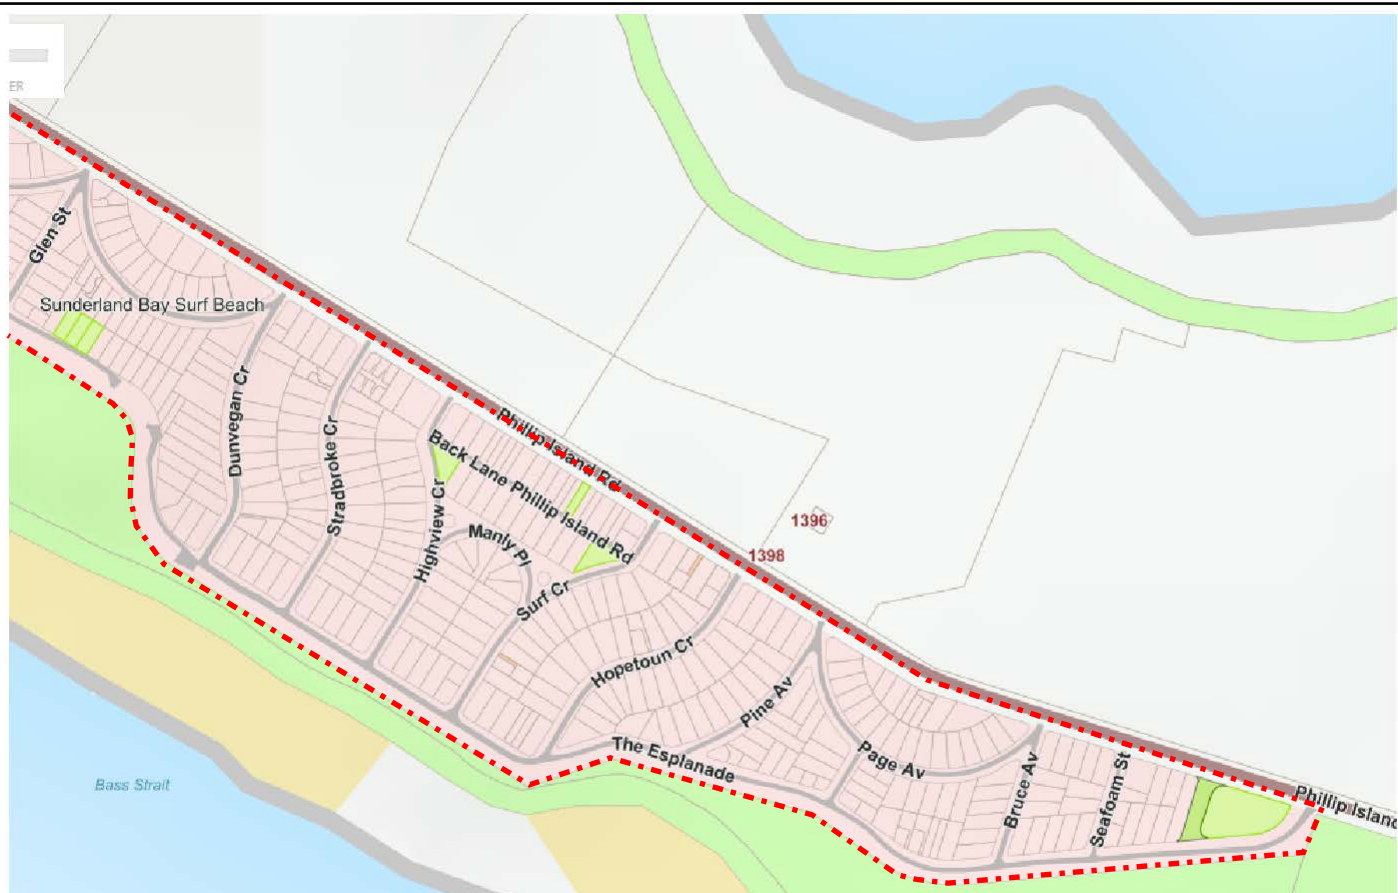 ER
Glen St
Sunderland Bay Surf Beach
Dunvegan Cr
Stradbroke Cr
Phillip Island Rd
Back Lane Phillip Island Rd
Highview Cr
Manly Pl
Surf Cr
1396
1398
Hopetoun Cr
Pine Av
The Esplanade
Page Av
Bruce Av
Seafoam St
Phillip Island
Bass Strait